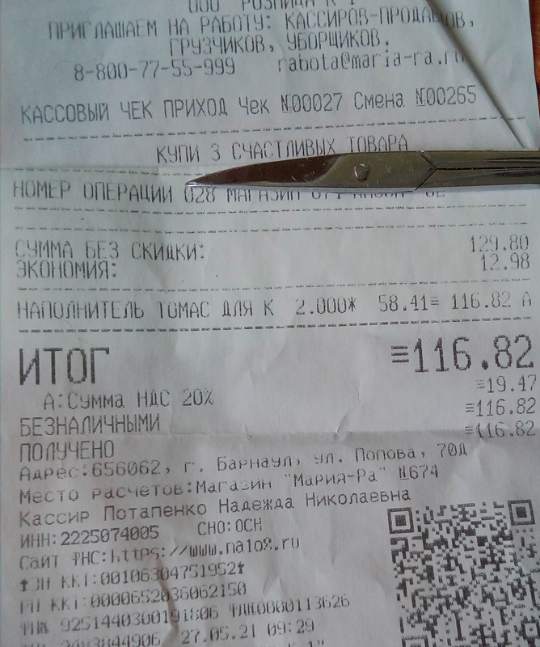 ООО РОЗНИЦА
ПРИГЛАШАЕМ НА РАБОТУ: КАССИРОВ-ПРОДАВЦОВ,
ГРУЗЧИКОВ, УБОРЩИКОВ.
8-800-77-55-999 rabota@maria-ra.ru
КАССОВЫЙ ЧЕК ПРИХОД Чек №00027 Смена №00265
КУПИ 3 СЧАСТЛИВЫХ ТОВАРА
НОМЕР ОПЕРАЦИИ 028 МАГАЗИН
СУММА БЕЗ СКИДКИ: 129.80
ЭКОНОМИЯ: 12.98
НАПОЛНИТЕЛЬ ТОМАС ДЛЯ К 2.000* 58.41= 116.82 А
ИТОГ ≡116.82
А:Сумма НДС 20% ≡19.47
БЕЗНАЛИЧНЫМИ ≡116.82
ПОЛУЧЕНО ≡116.82
Адрес:656062, г. Барнаул, ул. Попова, 70Д
Место расчетов:Магазин "Мария-Ра" №674
Кассир Потапенко Надежда Николаевна
ИНН:2225074005 СНО:ОСН
Сайт ФНС:https://www.nalog.ru
ЗН ККТ:00106304751952
РН ККТ:0000652036062150
27.05.21 09:29